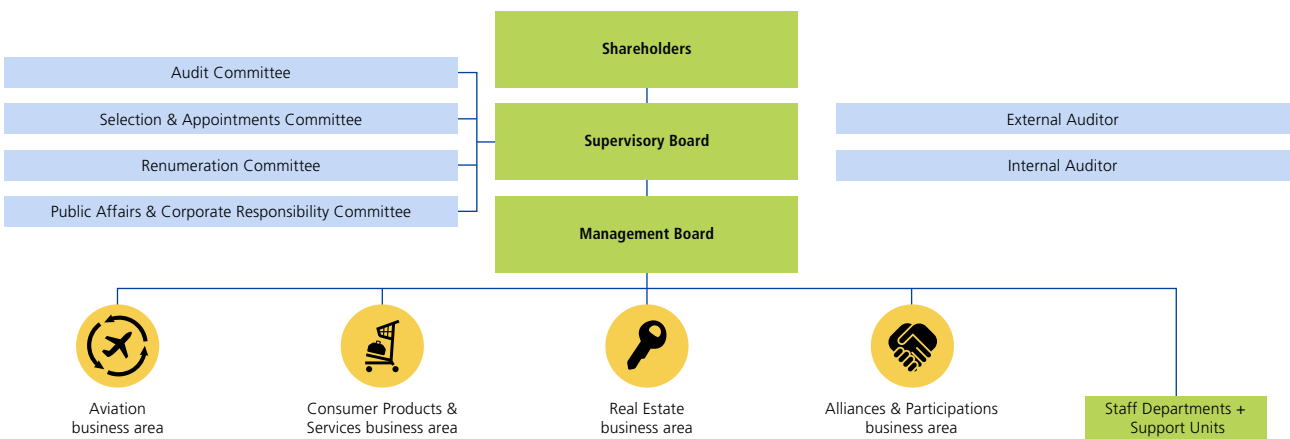 Shareholders
Audit Committee
Selection & Appointments Committee
Supervisory Board
External Auditor
Renumeration Committee
Internal Auditor
Public Affairs & Corporate Responsibility Committee
Management Board
Aviation
business area
Consumer Products &
Services business area
Real Estate
business area
Alliances & Participations
business area
Staff Departments +
Support Units